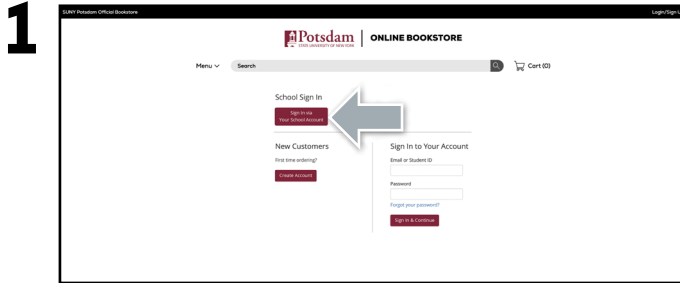 1
SUNY Potsdam Official Bookstore
Login/Sign U
Potsdam
STATE UNIVERSITY OF NEW YORK
ONLINE BOOKSTORE
Menu
Search
Cart (0)
School Sign In
Sign In via
Your School Account
New Customers
First time ordering?
Create Account
Sign In to Your Account
Email or Student ID
Password
Forgot your password?
Sign In & Continue